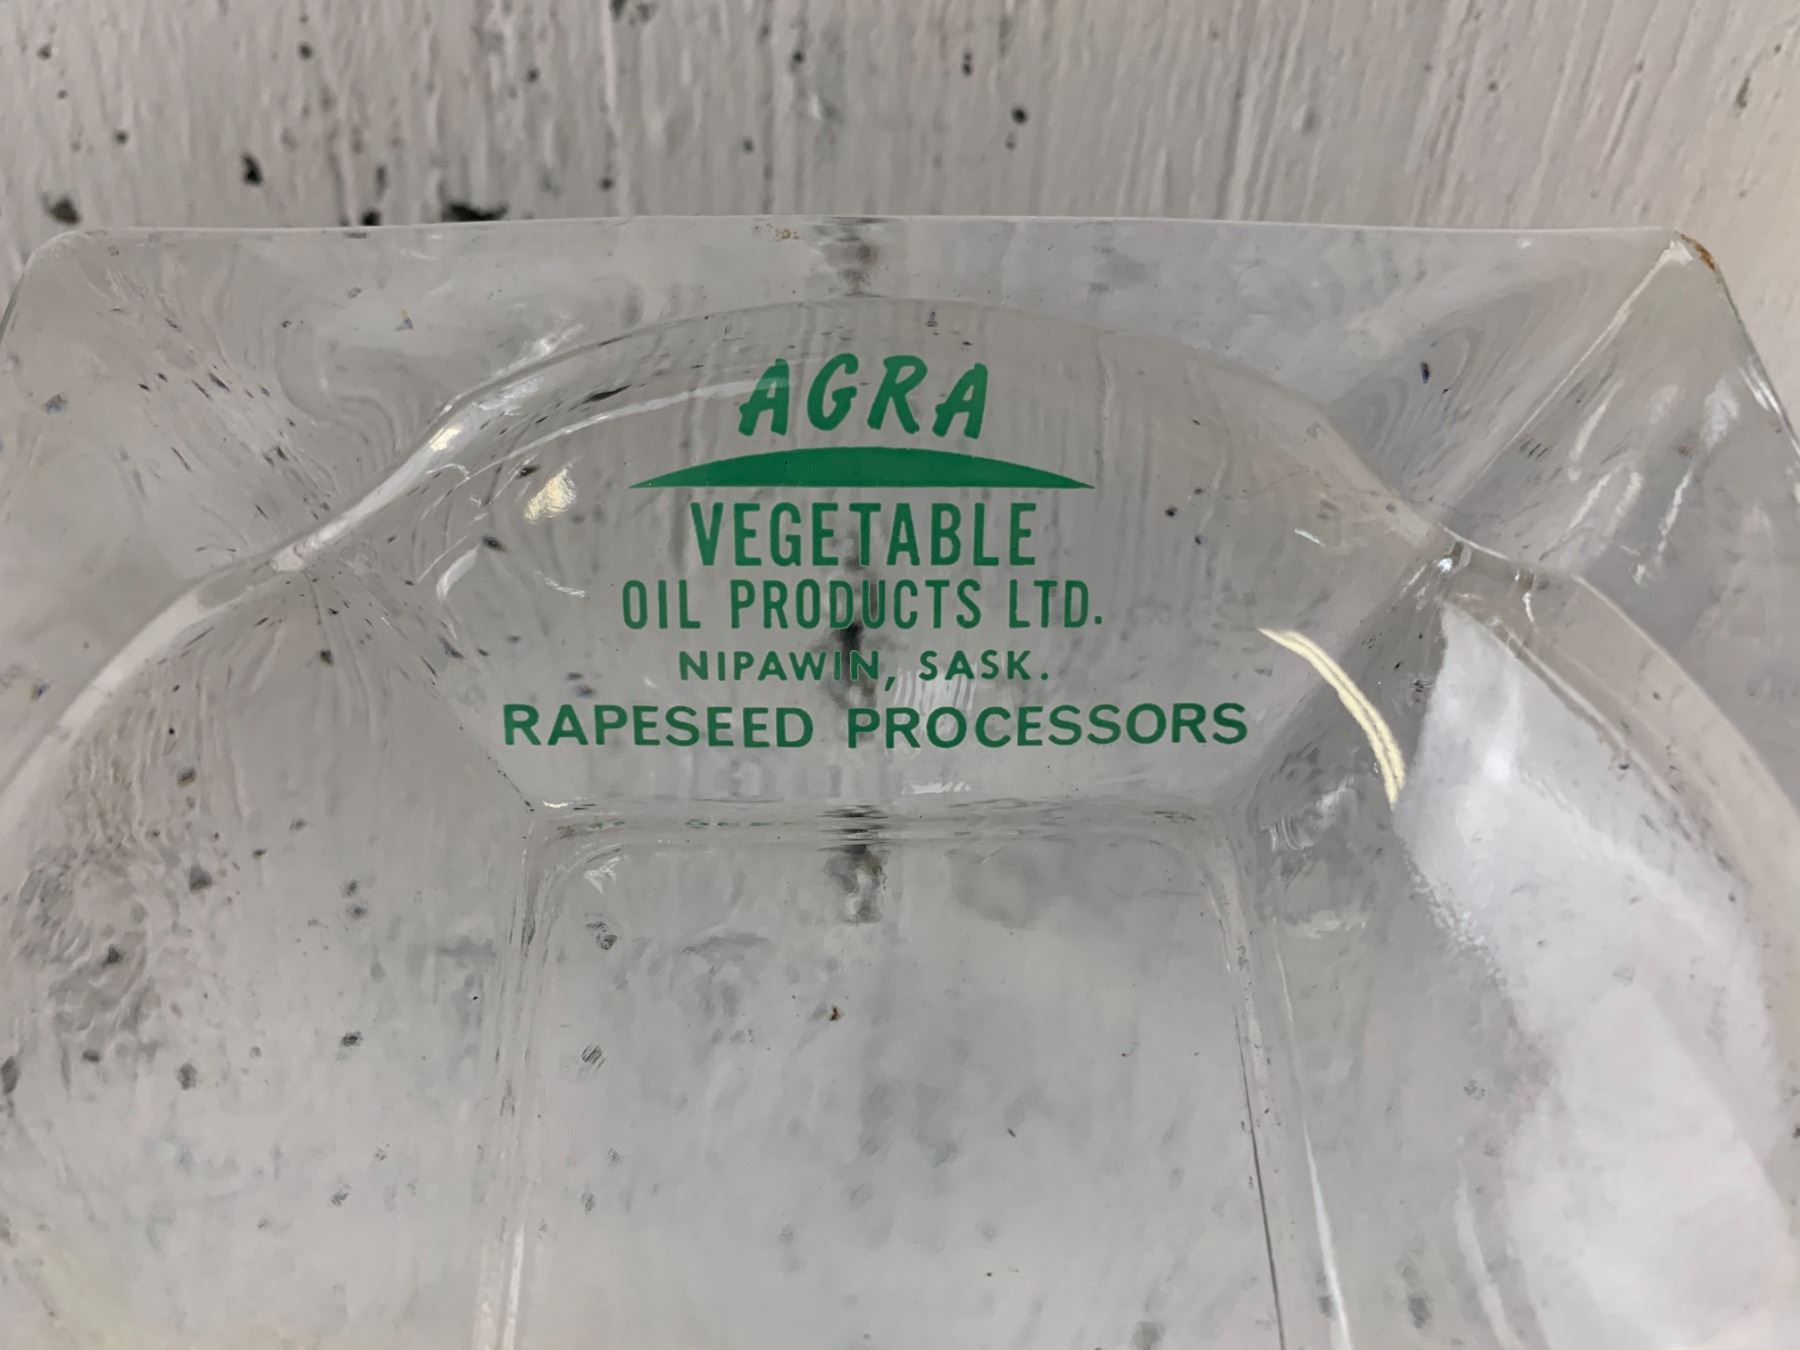 AGRA
VEGETABLE
OIL PRODUCTS LTD.
NIPAWIN, SASK.
RAPESEED PROCESSORS